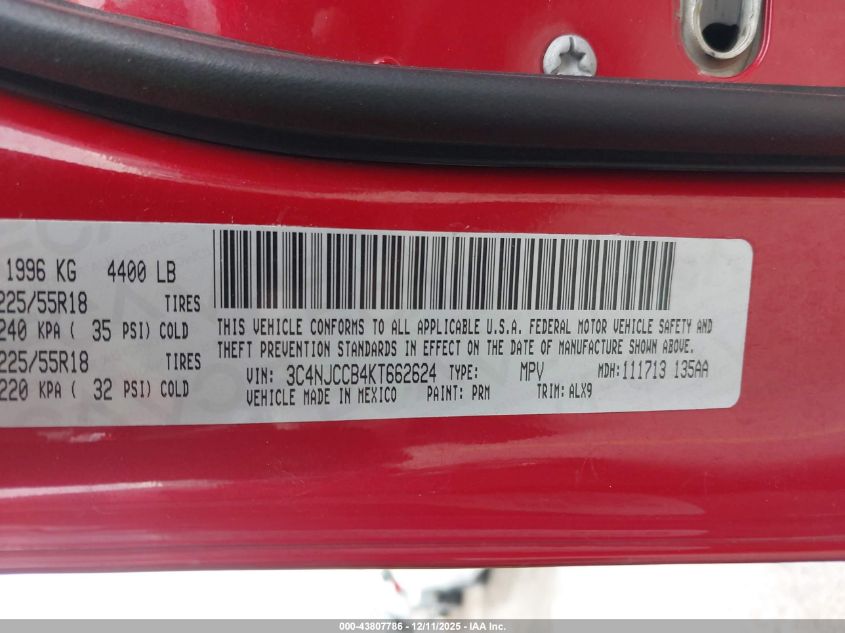 1996 KG 4400 LB
225/55R18 TIRES
240 KPA ( 35 PSI) COLD
225/55R18 TIRES
220 KPA ( 32 PSI) COLD
THIS VEHICLE CONFORMS TO ALL APPLICABLE U.S.A. FEDERAL MOTOR VEHICLE SAFETY AND
THEFT PREVENTION STANDARDS IN EFFECT ON THE DATE OF MANUFACTURE SHOWN ABOVE.
VIN: 3C4NJCCB4KT662624 TYPE: MPV MDH: 111713 135AA
VEHICLE MADE IN MEXICO PAINT: PRM TRIM: ALX9
000-43807786 - 12/11/2025 - IAA Inc.